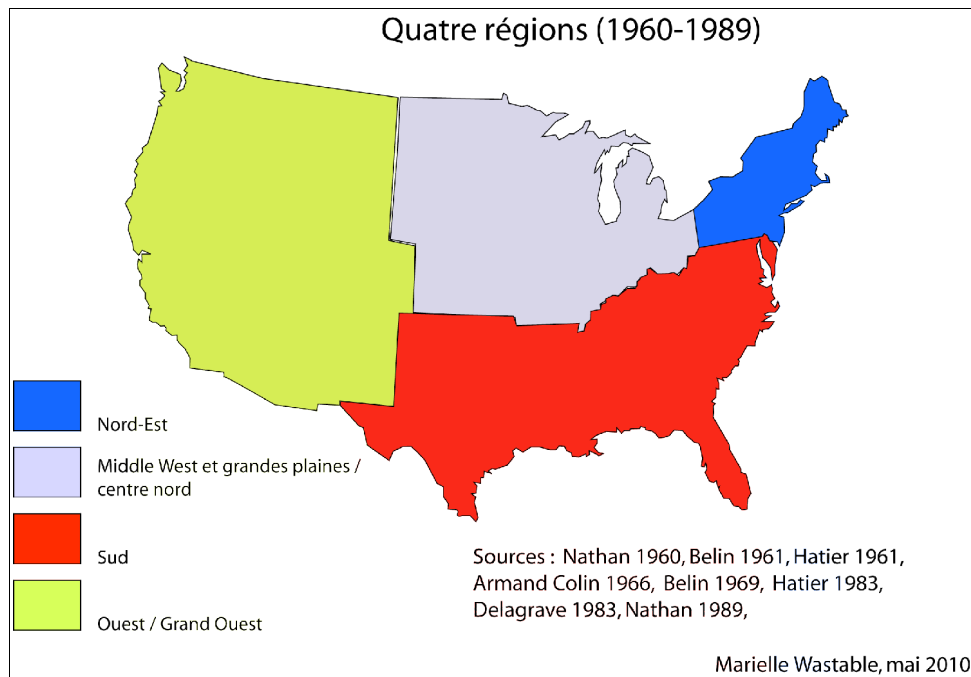 Quatre régions (1960-1989)
Nord-Est
Middle West et grandes plaines /
centre nord
Sud
Ouest / Grand Ouest
Sources : Nathan 1960, Belin 1961, Hatier 1961,
Armand Colin 1966, Belin 1969, Hatier 1983,
Delagrave 1983, Nathan 1989,
Marielle Wastable, mai 2010